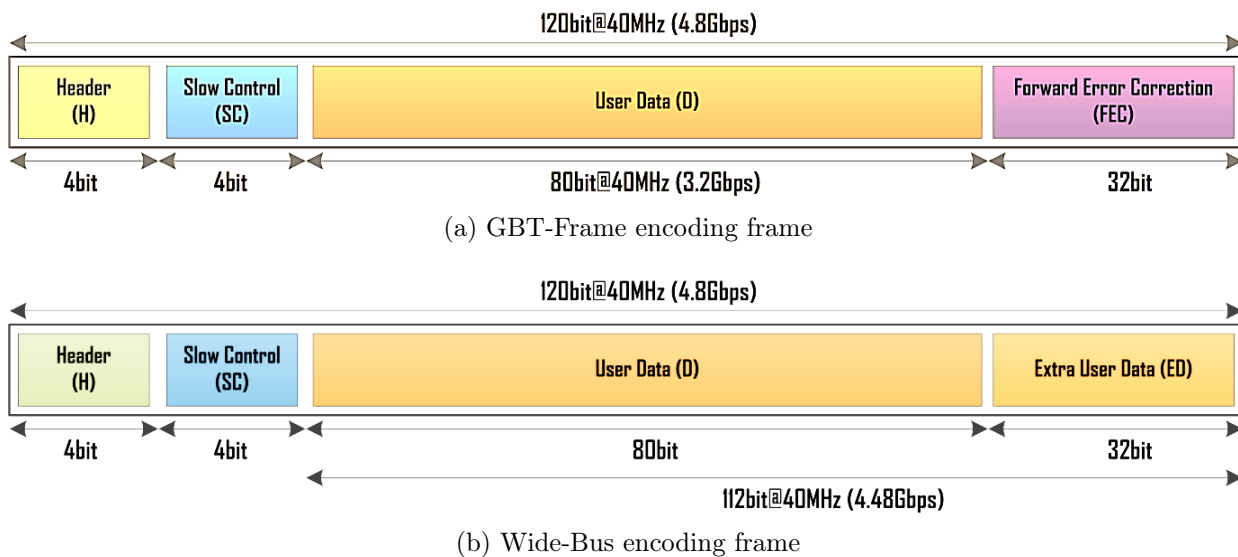 120bit@40MHz (4.8Gbps)
Header
(H)
Slow Control
(SC)
User Data (D)
Forward Error Correction
(FEC)
4bit
4bit
80bit@40MHz (3.2Gbps)
32bit
(a) GBT-Frame encoding frame
120bit@40MHz (4.8Gbps)
Header
(H)
Slow Control
(SC)
User Data (D)
Extra User Data (ED)
4bit
4bit
80bit
32bit
112bit@40MHz (4.48Gbps)
(b) Wide-Bus encoding frame